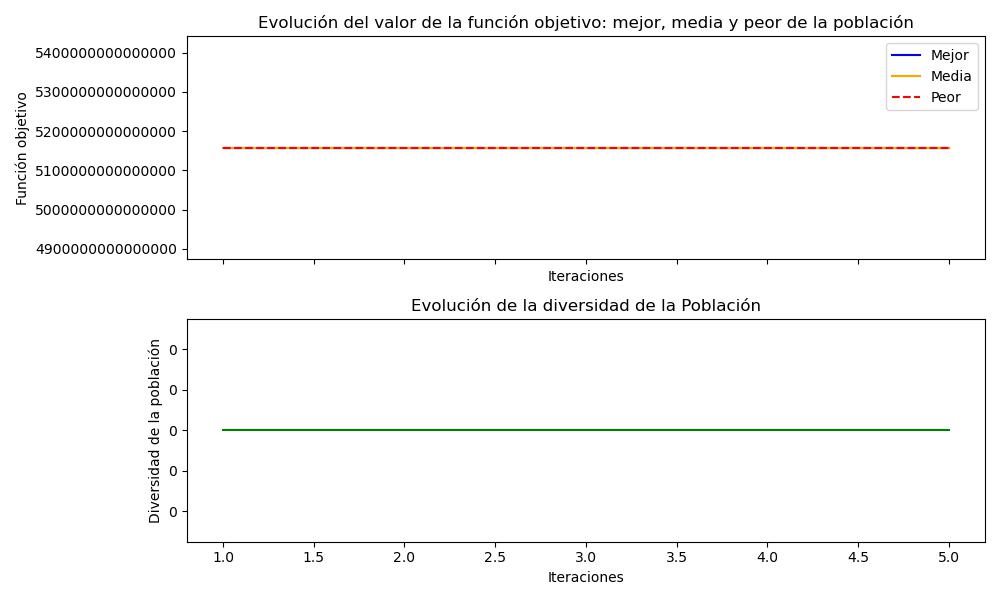 Evolución del valor de la función objetivo: mejor, media y peor de la población
Función objetivo
5400000000000000
5300000000000000
5200000000000000
5100000000000000
5000000000000000
4900000000000000
Mejor
Media
Peor
Iteraciones
Evolución de la diversidad de la Población
Diversidad de la población
0
0
0
0
0
1.0 1.5 2.0 2.5 3.0 3.5 4.0 4.5 5.0
Iteraciones